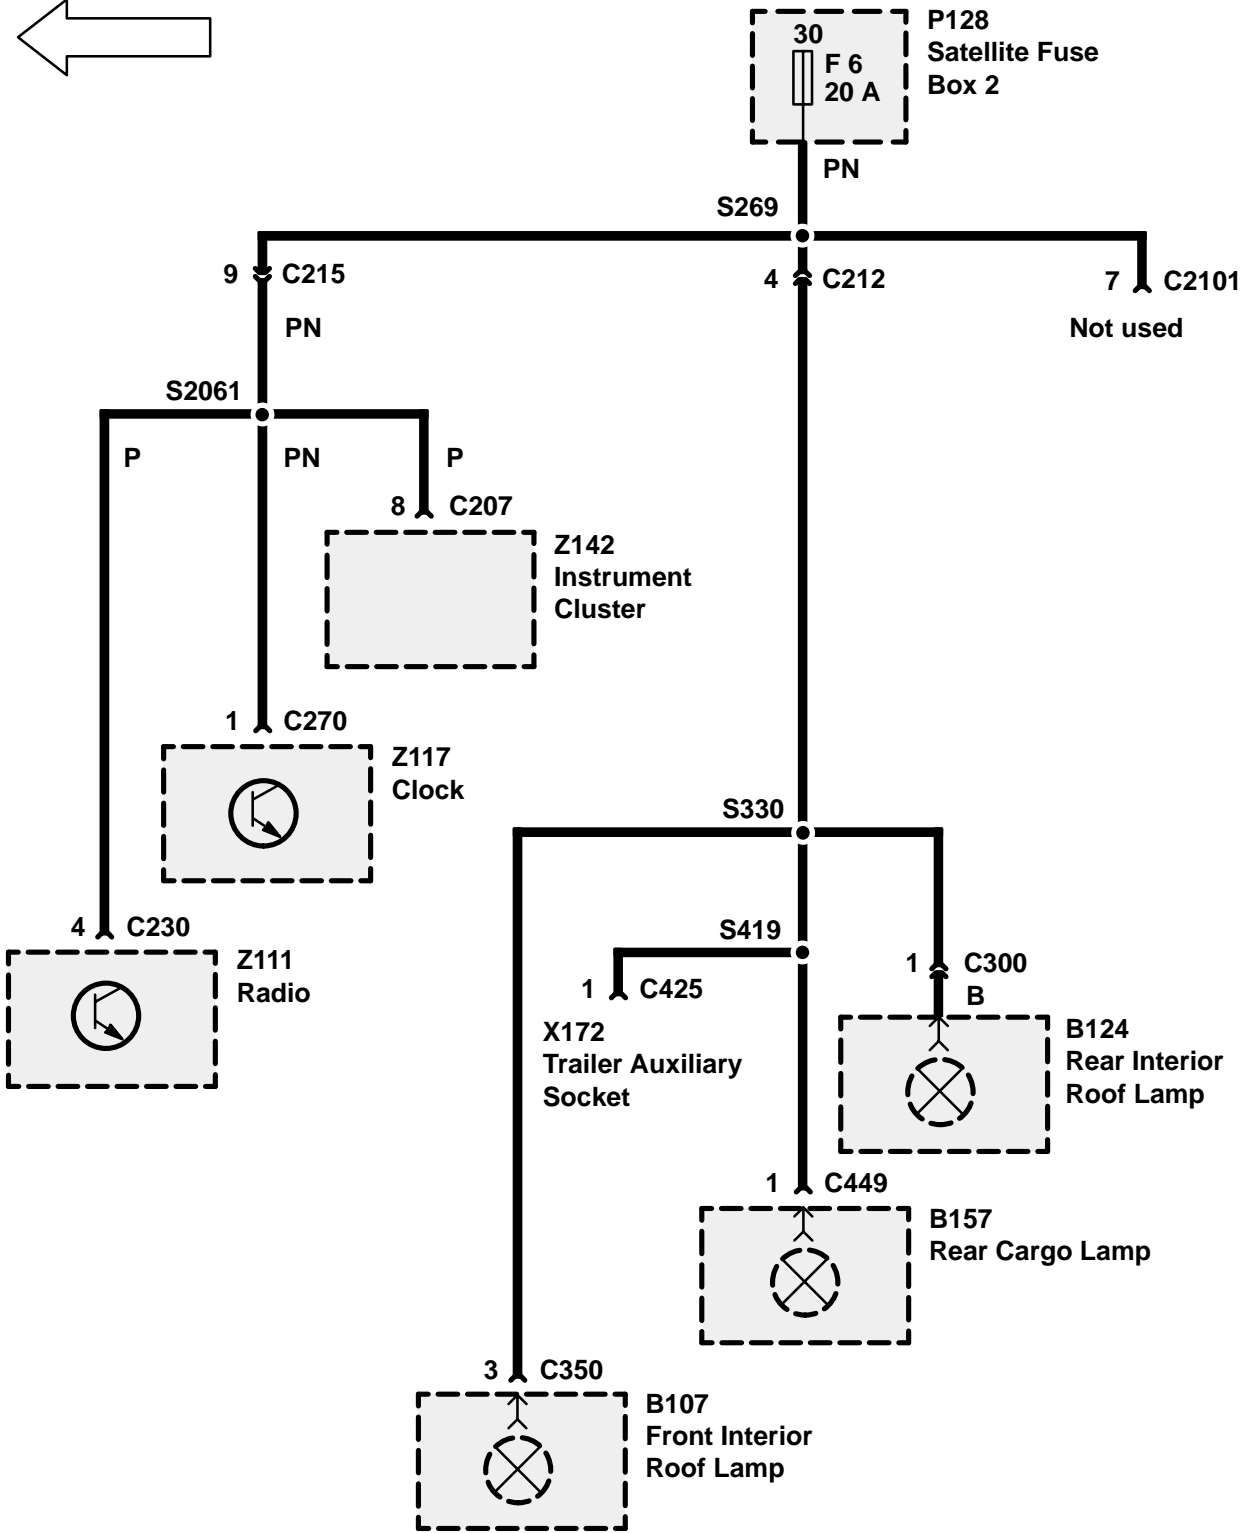 30
F 6
20 A
P128
Satellite Fuse
Box 2
PN
S269
9 C215
4 C212
7 C2101
Not used
PN
S2061
P
PN
P
8 C207
Z142
Instrument
Cluster
1 C270
Z117
Clock
S330
4 C230
Z111
Radio
S419
1 C425
X172
Trailer Auxiliary
Socket
1 C300
B
B124
Rear Interior
Roof Lamp
1 C449
B157
Rear Cargo Lamp
3 C350
B107
Front Interior
Roof Lamp